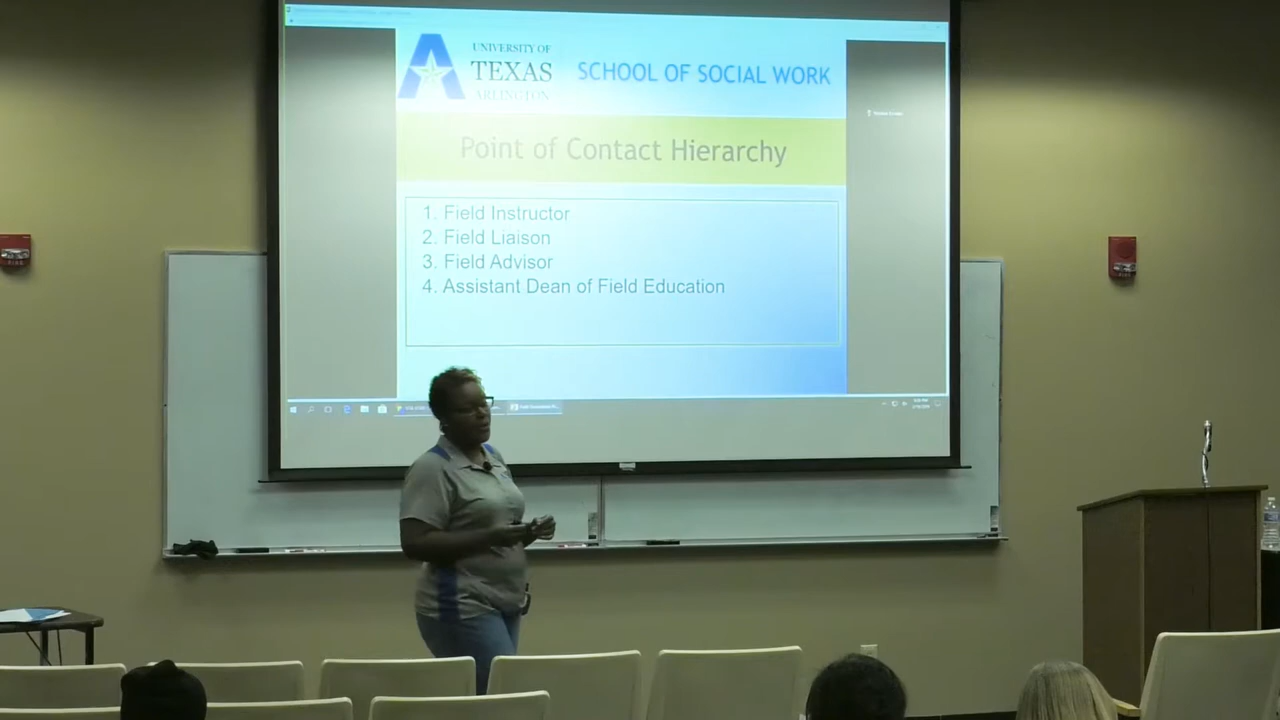 UNIVERSITY OF
TEXAS
ARLINGTON
SCHOOL OF SOCIAL WORK
Point of Contact Hierarchy
1. Field Instructor
2. Field Liaison
3. Field Advisor
4. Assistant Dean of Field Education
FIRE